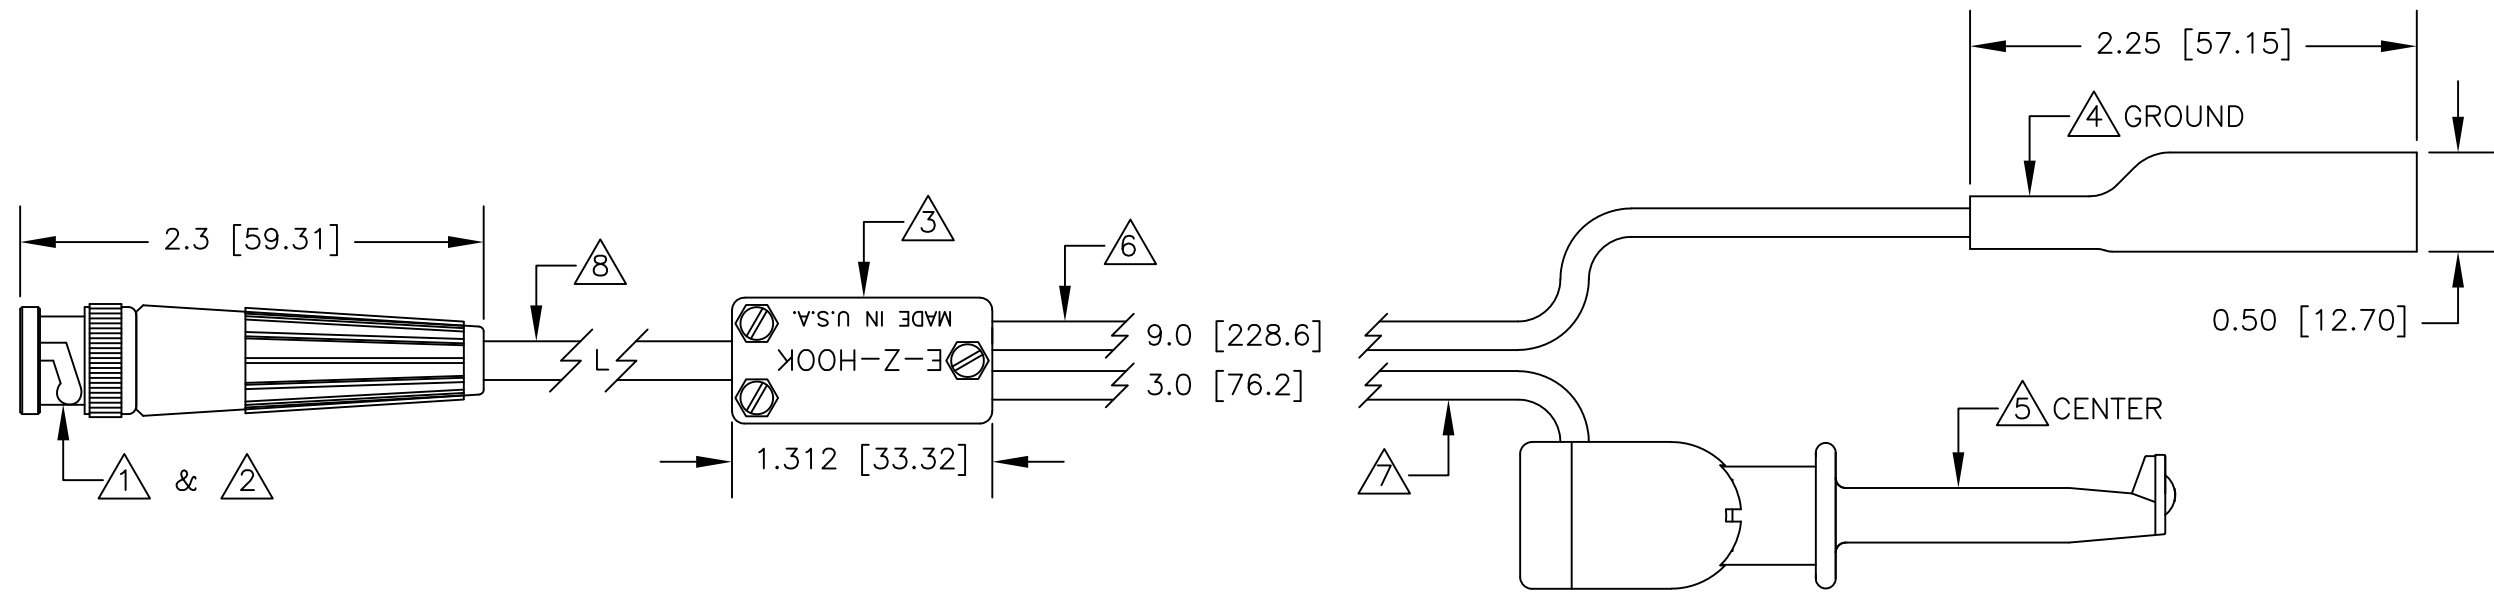 2.25 [57.15]
4 GROUND
2.3 [59.31]
3
6
8
MADE IN U.S.A.
E-Z-HOOK
L
9.0 [228.6]
0.50 [12.70]
3.0 [76.2]
5 CENTER
1.312 [33.32]
1 & 2
7